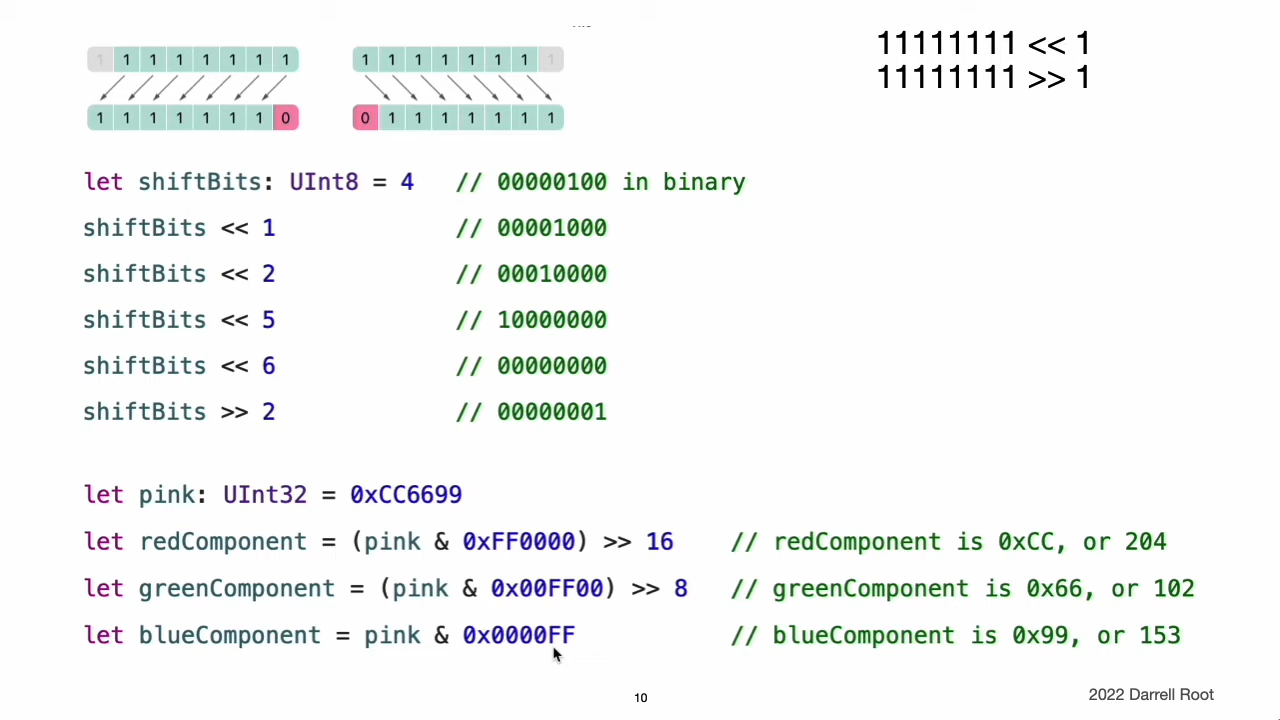 1 1 1 1 1 1 1 1 1 1 1 1 1 1 1 1
1 1 1 1 1 1 1 0 0 1 1 1 1 1 1 1
11111111 << 1
11111111 >> 1
let shiftBits: UInt8 = 4 // 00000100 in binary
shiftBits << 1 // 00001000
shiftBits << 2 // 00010000
shiftBits << 5 // 10000000
shiftBits << 6 // 00000000
shiftBits >> 2 // 00000001
let pink: UInt32 = 0xCC6699
let redComponent = (pink & 0xFF0000) >> 16 // redComponent is 0xCC, or 204
let greenComponent = (pink & 0x00FF00) >> 8 // greenComponent is 0x66, or 102
let blueComponent = pink & 0x0000FF // blueComponent is 0x99, or 153
10
2022 Darrell Root